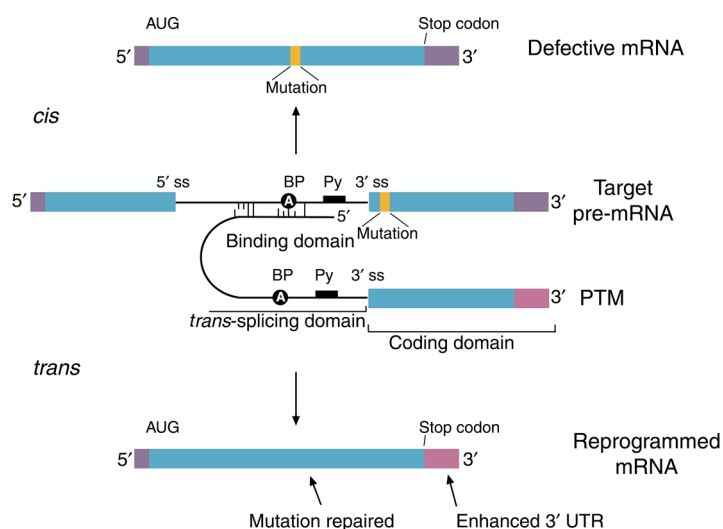 AUG
Stop codon
5′
3′
Defective mRNA
Mutation
cis
5′ ss
BP
Py
3′ ss
5′
A
3′
Target
pre-mRNA
5′
Mutation
Binding domain
BP
Py
3′ ss
A
3′
PTM
trans-splicing domain
Coding domain
trans
AUG
Stop codon
5′
3′
Reprogrammed
mRNA
Mutation repaired
Enhanced 3′ UTR